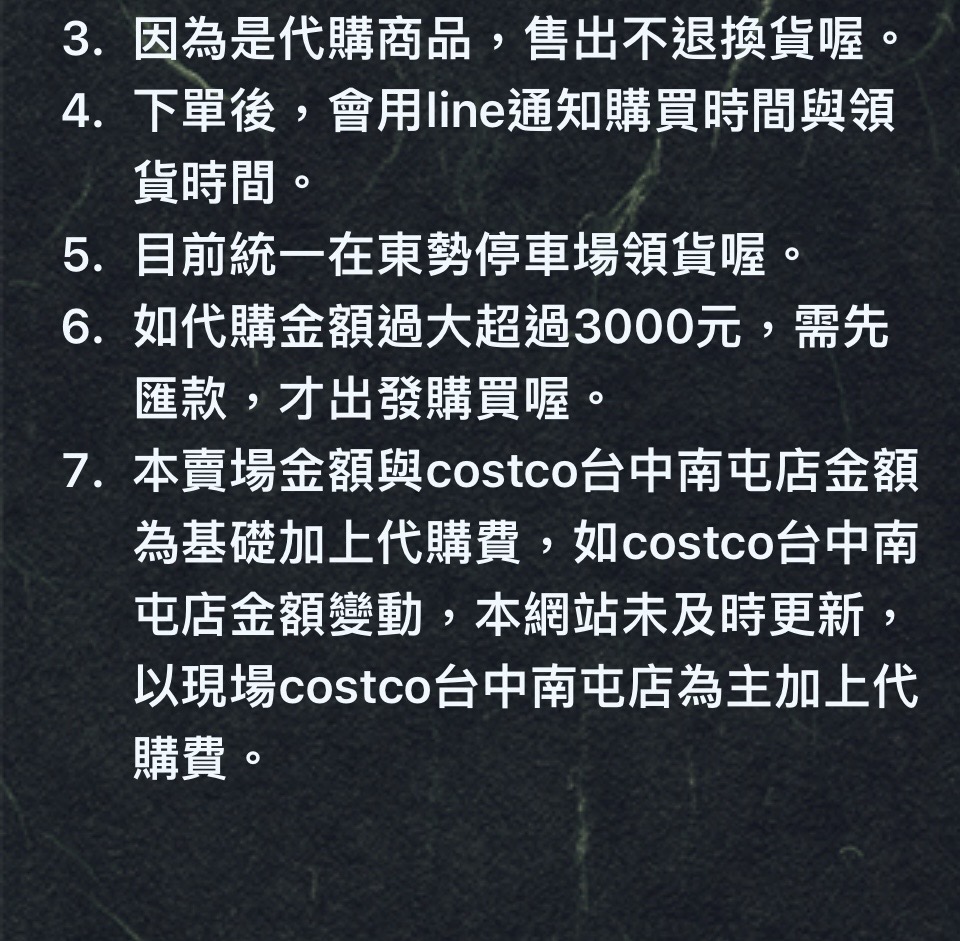 3. 因為是代購商品，售出不退換貨喔。
4. 下單後，會用line通知購買時間與領
貨時間。
5. 目前統一在東勢停車場領貨喔。
6. 如代購金額過大超過3000元，需先
匯款，才出發購買喔。
7. 本賣場金額與costco台中南屯店金額
為基礎加上代購費，如costco台中南
屯店金額變動，本網站未及時更新，
以現場costco台中南屯店為主加上代
購費。